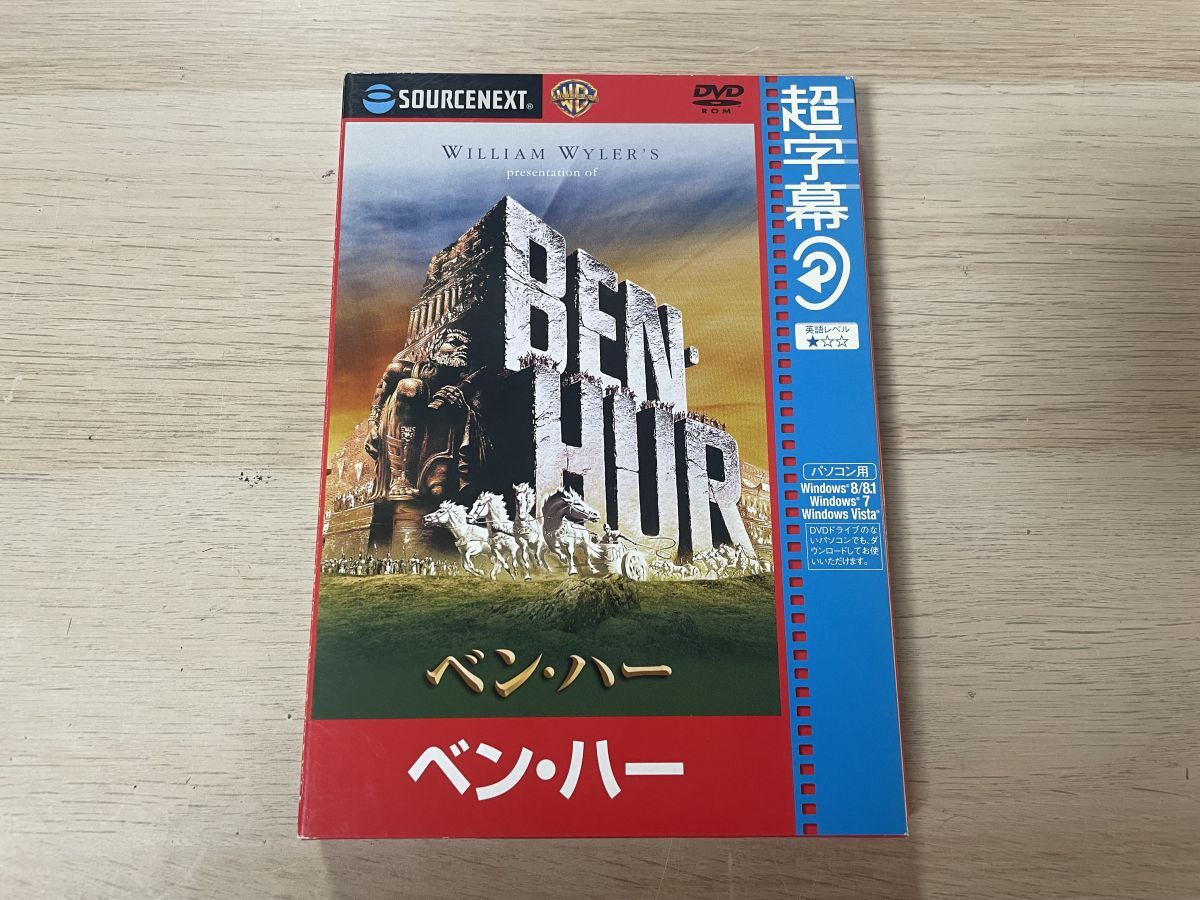 SOURCENEXT®
WB
DVD
ROM
WILLIAM WYLER'S
presentation of
BEN-
HUR
ベン・ハー
ベン・ハー
超字幕
英語レベル
★☆☆
パソコン用
Windows® 8/8.1
Windows® 7
Windows Vista®
DVDドライブのな
いパソコンでも、ダ
ウンロードしてお使
いいただけます。